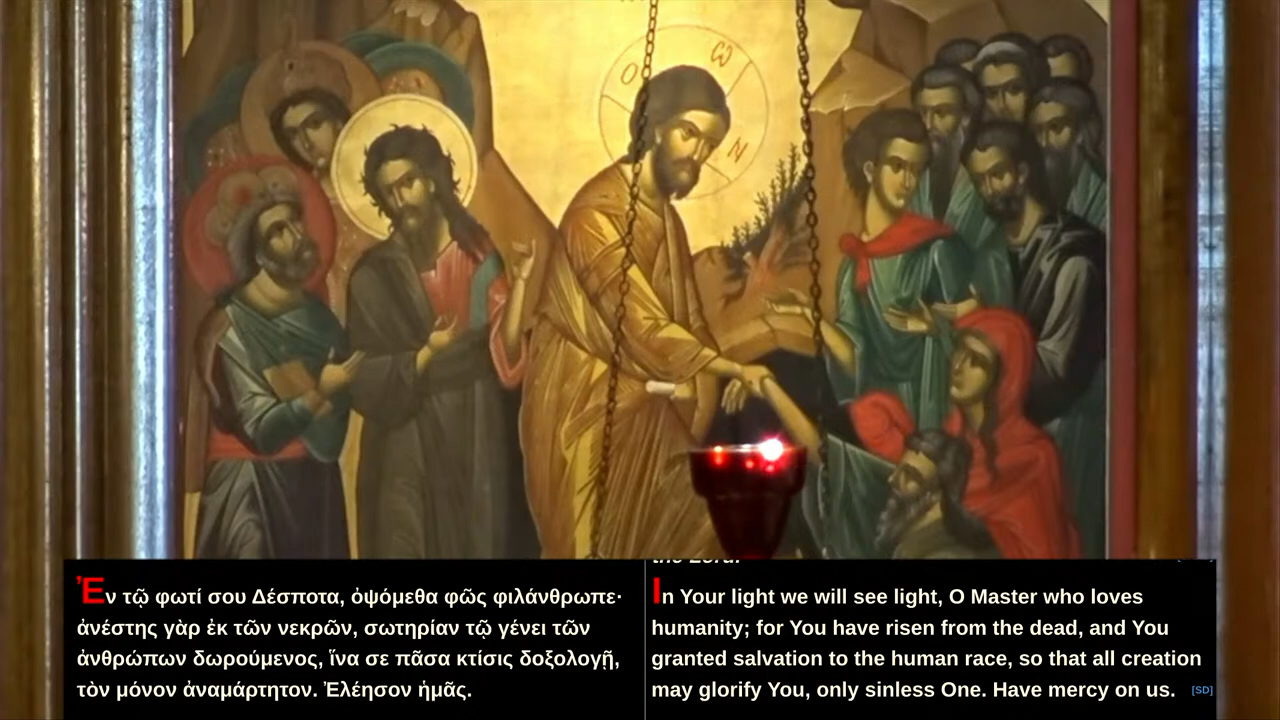 Ο Ω Ν
Ἐν τῷ φωτί σου Δέσποτα, ὀψόμεθα φῶς φιλάνθρωπε·
ἀνέστης γὰρ ἐκ τῶν νεκρῶν, σωτηρίαν τῷ γένει τῶν
ἀνθρώπων δωρούμενος, ἵνα σε πᾶσα κτίσις δοξολογῇ,
τὸν μόνον ἀναμάρτητον. Ἐλέησον ἡμᾶς.
the Lord.
In Your light we will see light, O Master who loves
humanity; for You have risen from the dead, and You
granted salvation to the human race, so that all creation
may glorify You, only sinless One. Have mercy on us. [SD]